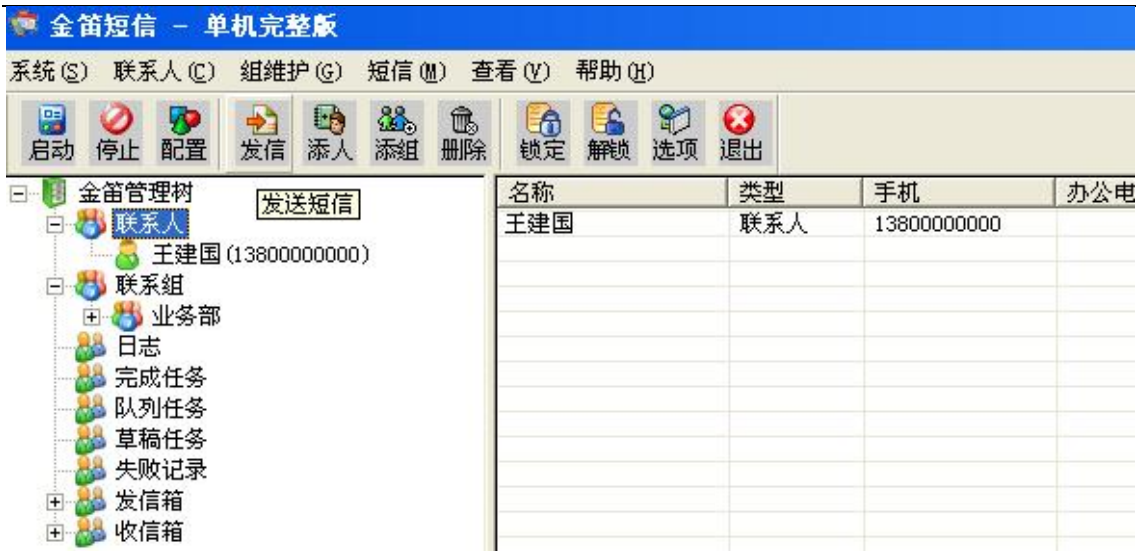 金笛短信 - 单机完整版
系统(S) 联系人(C) 组维护(G) 短信(M) 查看(V) 帮助(H)
启动 停止 配置 发信 添人 添组 删除 锁定 解锁 选项 退出
金笛管理树
发送短信
联系人
王建国(13800000000)
联系组
业务部
日志
完成任务
队列任务
草稿任务
失败记录
发信箱
收信箱
名称 类型 手机 办公电
王建国 联系人 13800000000